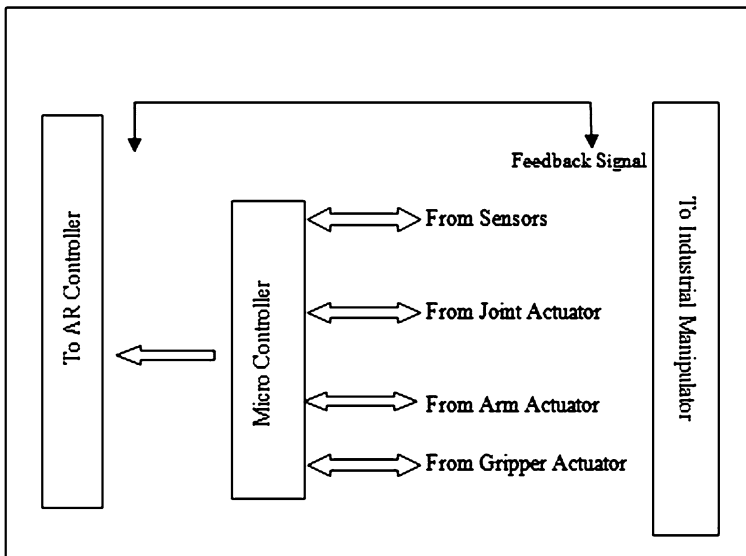 To AR Controller
Micro Controller
Feedback Signal
From Sensors
From Joint Actuator
From Arm Actuator
From Gripper Actuator
To Industrial Manipulator